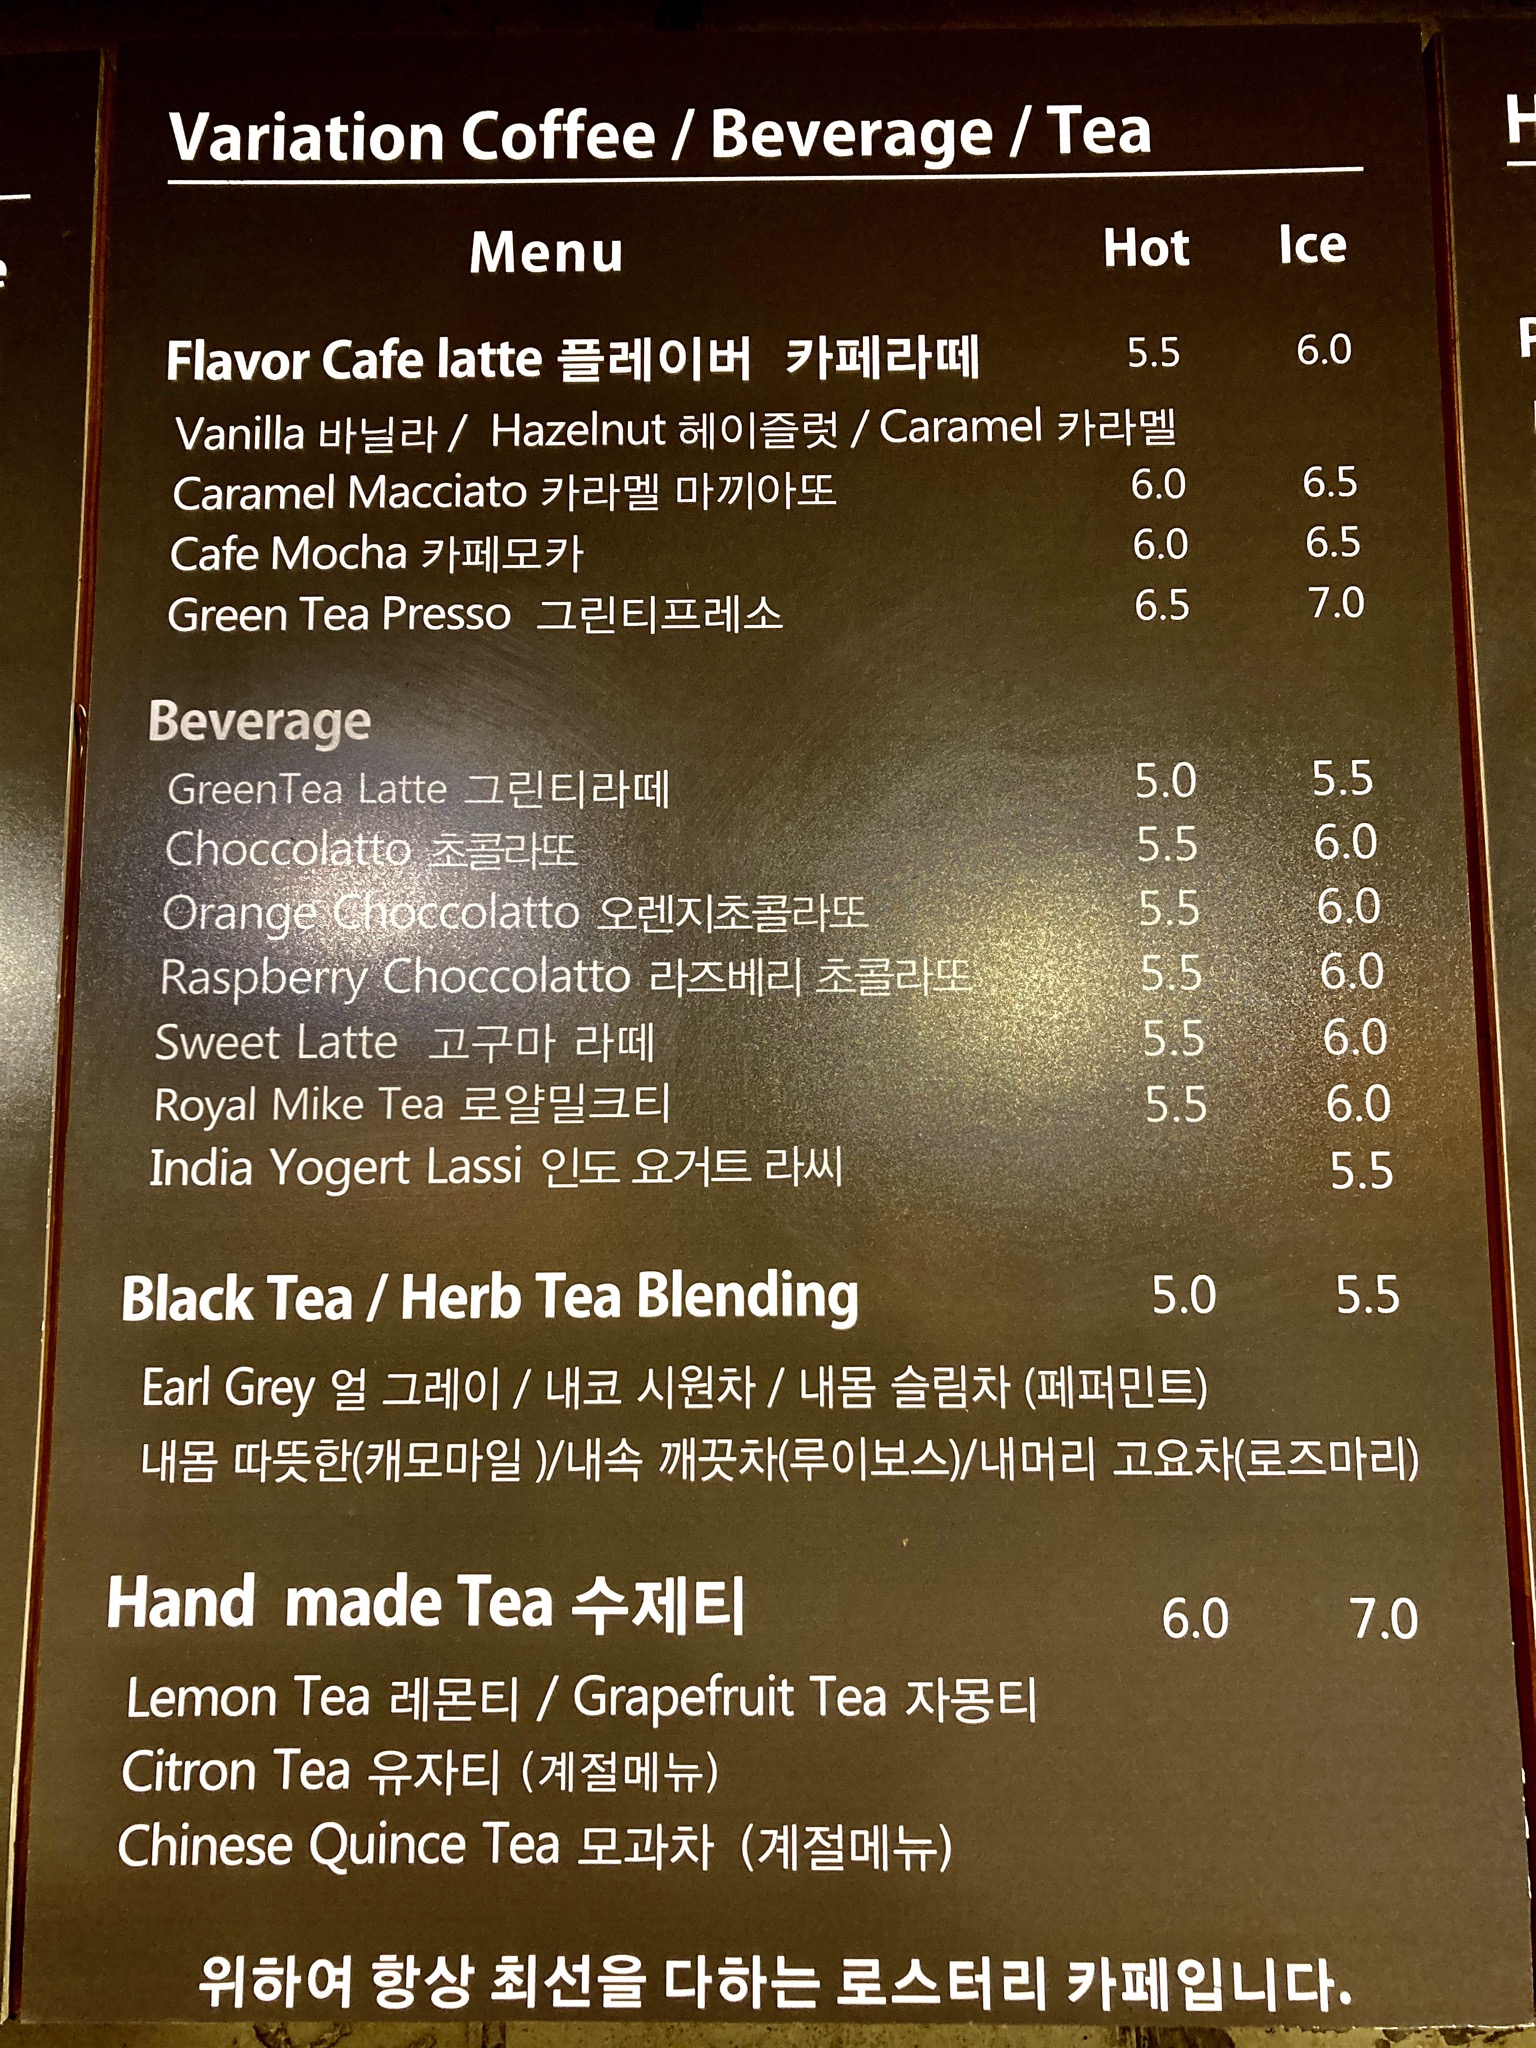 Variation Coffee / Beverage / Tea
Menu Hot Ice
Flavor Cafe latte 플레이버 카페라떼 5.5 6.0
Vanilla 바닐라 / Hazelnut 헤이즐럿 / Caramel 카라멜
Caramel Macciato 카라멜 마끼아또 6.0 6.5
Cafe Mocha 카페모카 6.0 6.5
Green Tea Presso 그린티프레소 6.5 7.0
Beverage
GreenTea Latte 그린티라떼 5.0 5.5
Choccolatto 초콜라또 5.5 6.0
Orange Choccolatto 오렌지초콜라또 5.5 6.0
Raspberry Choccolatto 라즈베리 초콜라또 5.5 6.0
Sweet Latte 고구마 라떼 5.5 6.0
Royal Mike Tea 로얄밀크티 5.5 6.0
India Yogert Lassi 인도 요거트 라씨 5.5
Black Tea / Herb Tea Blending 5.0 5.5
Earl Grey 얼 그레이 / 내코 시원차 / 내몸 슬림차 (페퍼민트)
내몸 따뜻한(캐모마일 )/내속 깨끗차(루이보스)/내머리 고요차(로즈마리)
Hand made Tea 수제티 6.0 7.0
Lemon Tea 레몬티 / Grapefruit Tea 자몽티
Citron Tea 유자티 (계절메뉴)
Chinese Quince Tea 모과차 (계절메뉴)
위하여 항상 최선을 다하는 로스터리 카페입니다.